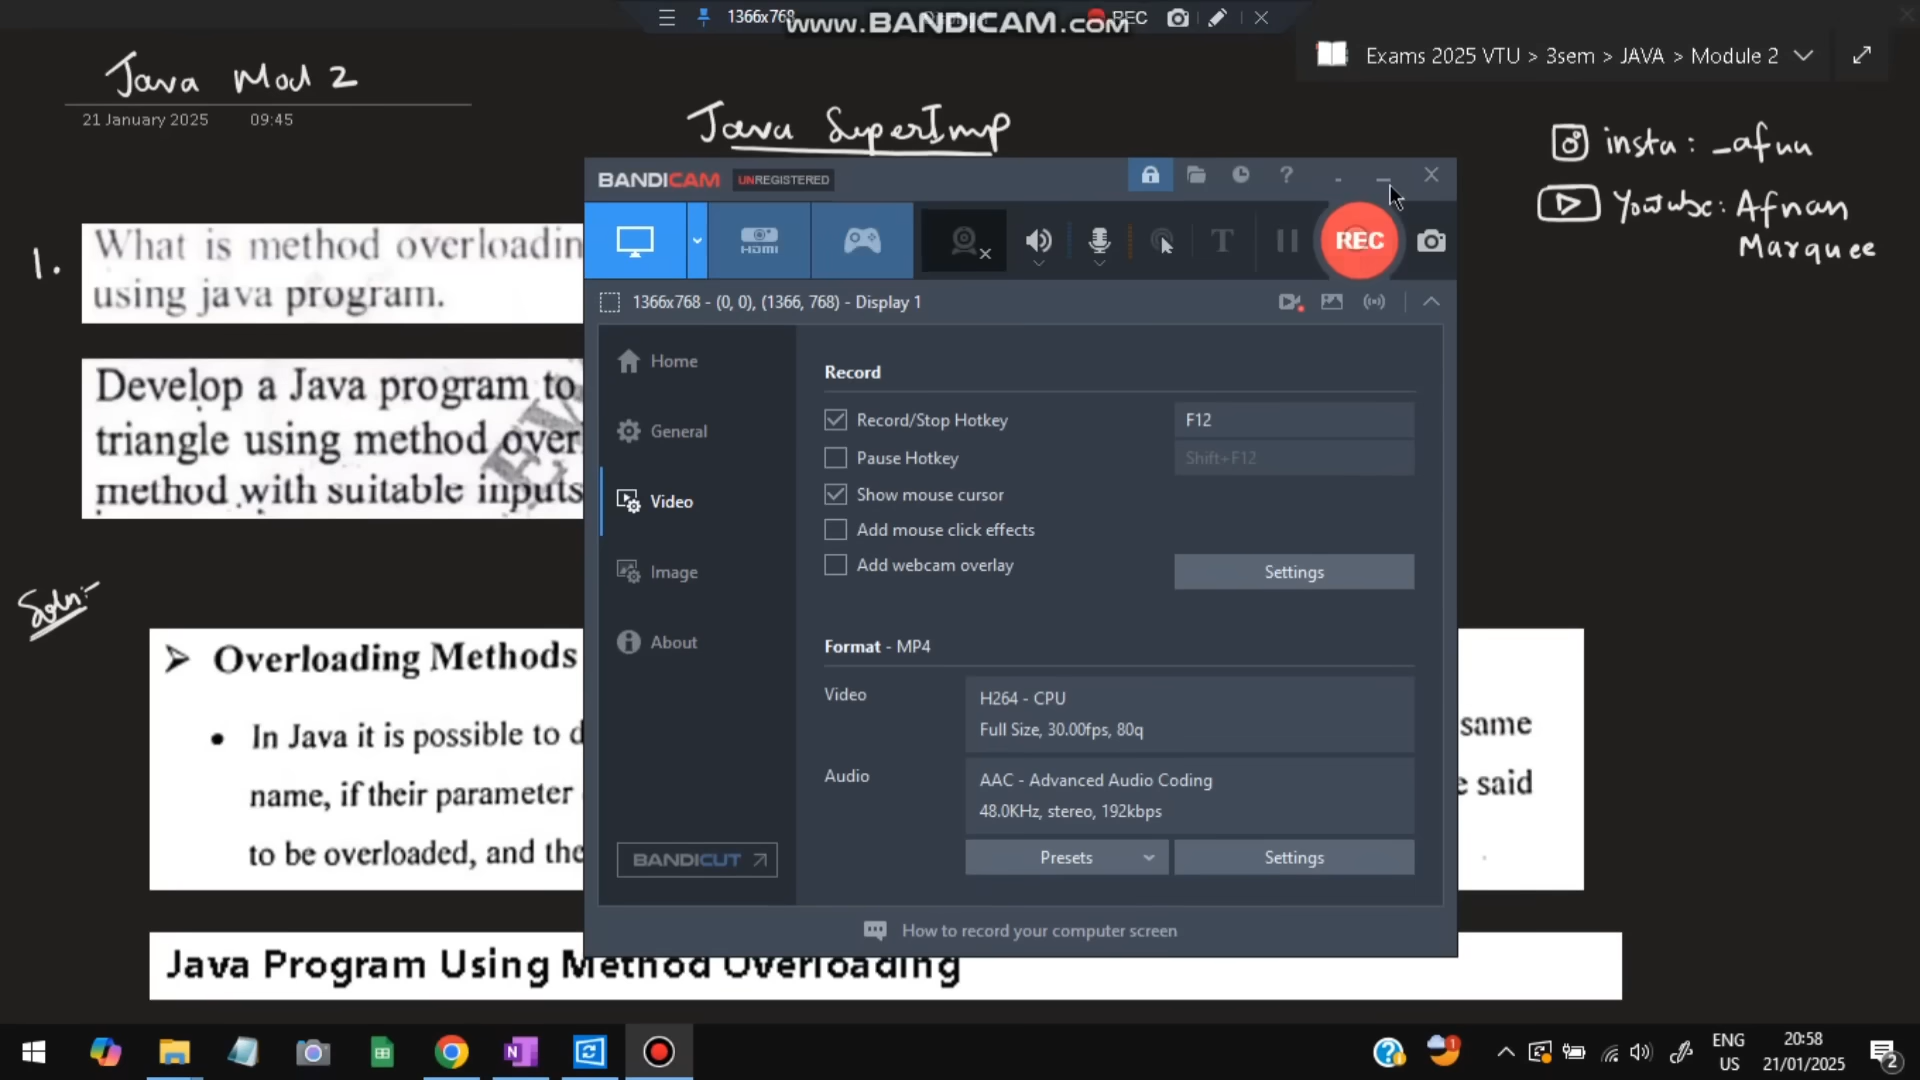 1366x768
REC
www.BANDICAM.com
Exams 2025 VTU > 3sem > JAVA > Module 2
Java Mod 2
21 January 2025 09:45
Java SuperImp
insta: _afnu
Youtube: Afnan
Marquee
BANDICAM UNREGISTERED
REC
1366x768 - (0, 0), (1366, 768) - Display 1
1. What is method overloadin
using java program.
Develop a Java program to
triangle using method over
method with suitable inputs
Home
General
Video
Image
About
BANDICUT
Record
Record/Stop Hotkey F12
Pause Hotkey Shift+F12
Show mouse cursor
Add mouse click effects
Add webcam overlay
Settings
Format - MP4
Video
H264 - CPU
Full Size, 30.00fps, 80q
Audio
AAC - Advanced Audio Coding
48.0KHz, stereo, 192kbps
Presets
Settings
How to record your computer screen
Soln:-
Overloading Methods
In Java it is possible to d same
name, if their parameter e said
to be overloaded, and the
Java Program Using Method Overloading
ENG
US
20:58
21/01/2025
2